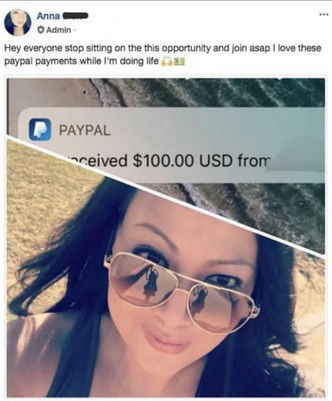 Anna
Admin ·
Hey everyone stop sitting on the this opportunity and join asap I love these
paypal payments while I'm doing life
PAYPAL
ceived $100.00 USD from